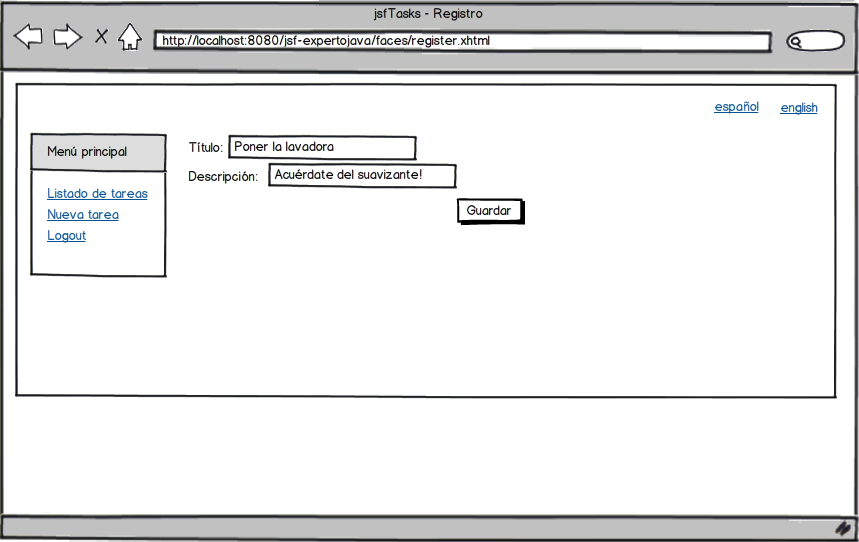 jsfTasks - Registro
http://localhost:8080/jsf-expertojava/faces/register.xhtml
español english
Menú principal
Listado de tareas
Nueva tarea
Logout
Título: Poner la lavadora
Descripción: Acuérdate del suavizante!
Guardar